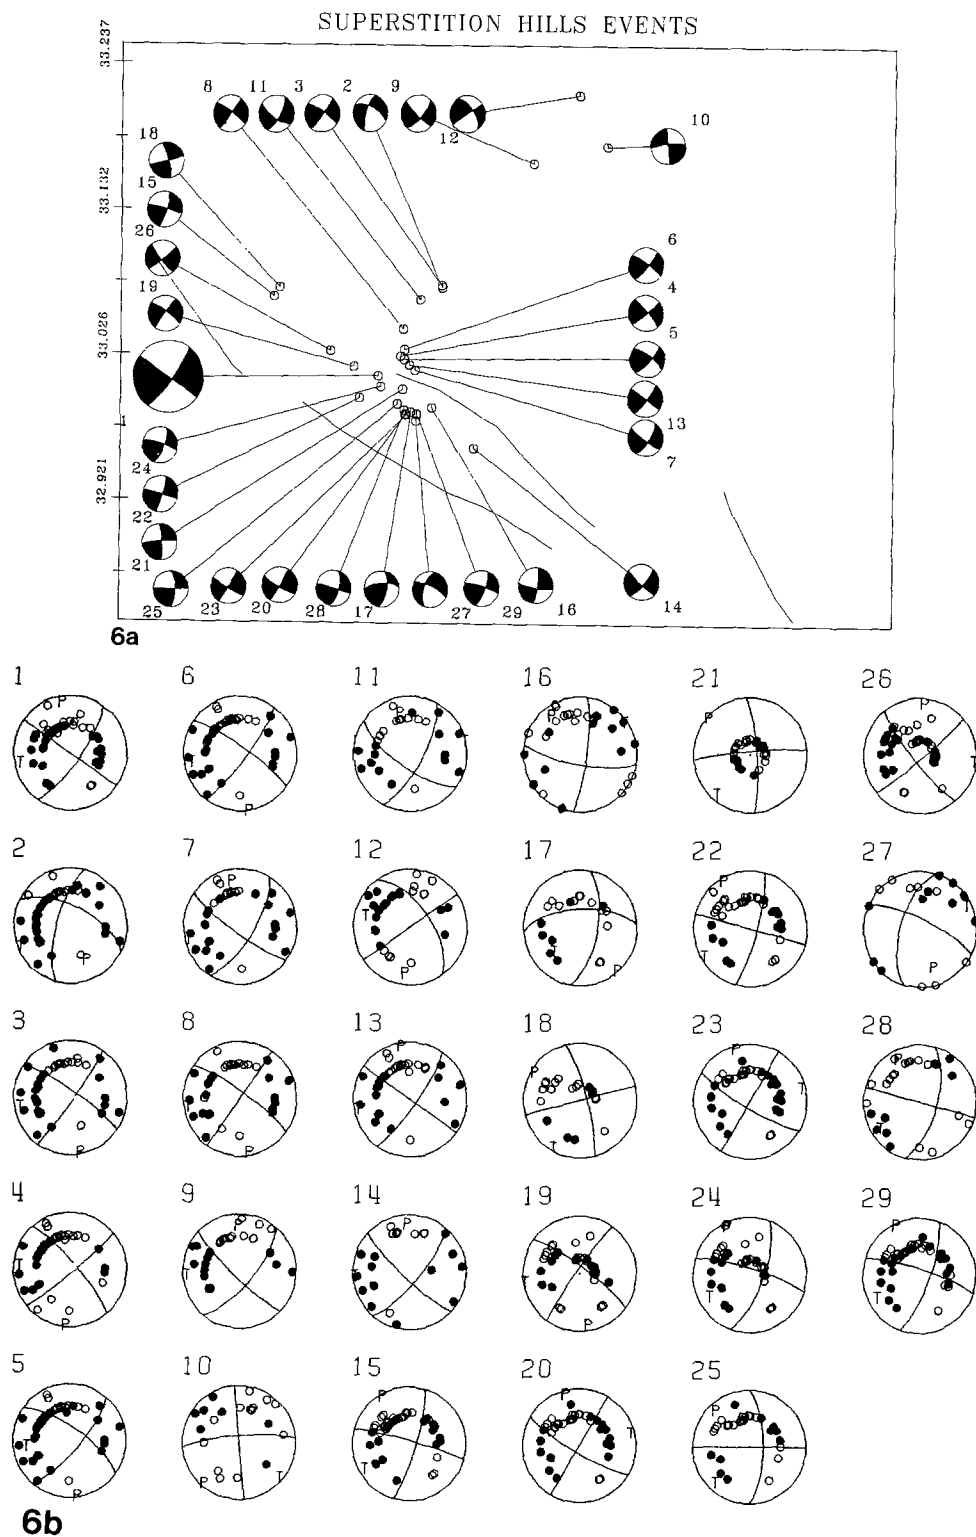 SUPERSTITION HILLS EVENTS
33.237
33.132
33.026
32.921
8 11 3 2 9
12
10
18
15
26
19
6
4
5
13
7
24
22
21
25 23 20 28 17 27 29 16 14
6a
1 6 11 16 21 26
P P P P P P
T T T T
2 7 12 17 22 27
P P P P P P
T T T T
3 8 13 18 23 28
P P P P P P
T T T T T
4 9 14 19 24 29
P P P P P P
T T T T T T
5 10 15 20 25
P P P P P
T T T T T
6b